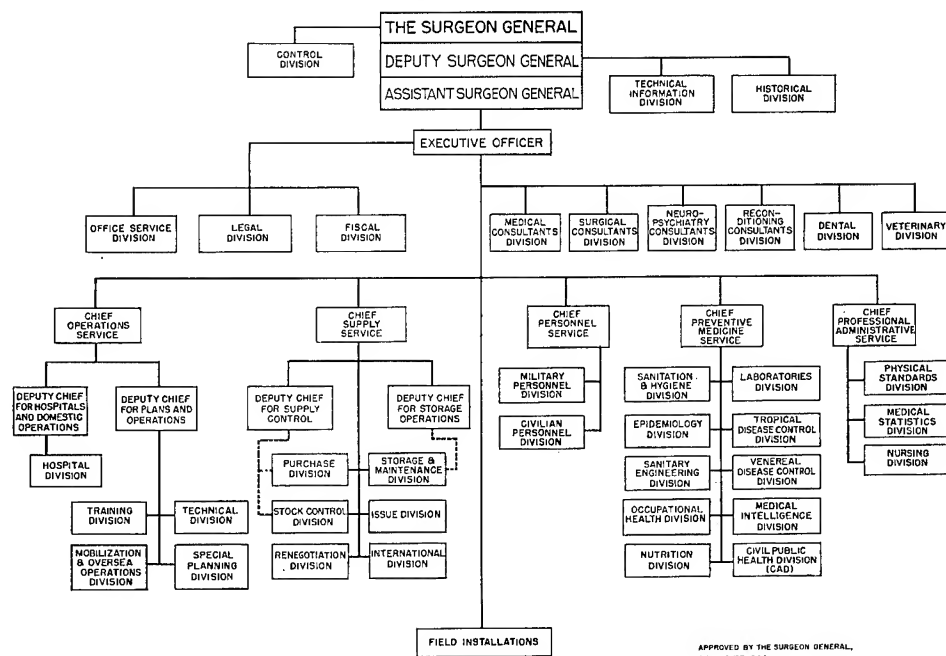 THE SURGEON GENERAL
DEPUTY SURGEON GENERAL
ASSISTANT SURGEON GENERAL
CONTROL
DIVISION
TECHNICAL
INFORMATION
DIVISION
HISTORICAL
DIVISION
EXECUTIVE OFFICER
OFFICE SERVICE
DIVISION
LEGAL
DIVISION
FISCAL
DIVISION
MEDICAL
CONSULTANTS
DIVISION
SURGICAL
CONSULTANTS
DIVISION
NEURO-
PSYCHIATRY
CONSULTANTS
DIVISION
RECON-
DITIONING
CONSULTANTS
DIVISION
DENTAL
DIVISION
VETERINARY
DIVISION
CHIEF
OPERATIONS
SERVICE
CHIEF
SUPPLY
SERVICE
CHIEF
PERSONNEL
SERVICE
CHIEF
PREVENTIVE
MEDICINE
SERVICE
CHIEF
PROFESSIONAL
ADMINISTRATIVE
SERVICE
DEPUTY CHIEF
FOR HOSPITALS
AND DOMESTIC
OPERATIONS
DEPUTY CHIEF
FOR PLANS AND
OPERATIONS
HOSPITAL
DIVISION
TRAINING
DIVISION
TECHNICAL
DIVISION
MOBILIZATION
& OVERSEA
OPERATIONS
DIVISION
SPECIAL
PLANNING
DIVISION
DEPUTY CHIEF
FOR SUPPLY
CONTROL
DEPUTY CHIEF
FOR STORAGE
OPERATIONS
PURCHASE
DIVISION
STORAGE &
MAINTENANCE
DIVISION
STOCK CONTROL
DIVISION
ISSUE DIVISION
RENEGOTIATION
DIVISION
INTERNATIONAL
DIVISION
MILITARY
PERSONNEL
DIVISION
CIVILIAN
PERSONNEL
DIVISION
SANITATION
& HYGIENE
DIVISION
LABORATORIES
DIVISION
EPIDEMIOLOGY
DIVISION
TROPICAL
DISEASE CONTROL
DIVISION
SANITARY
ENGINEERING
DIVISION
VENEREAL
DISEASE CONTROL
DIVISION
OCCUPATIONAL
HEALTH DIVISION
MEDICAL
INTELLIGENCE
DIVISION
NUTRITION
DIVISION
CIVIL PUBLIC
HEALTH DIVISION
(CAD)
PHYSICAL
STANDARDS
DIVISION
MEDICAL
STATISTICS
DIVISION
NURSING
DIVISION
FIELD INSTALLATIONS
APPROVED BY THE SURGEON GENERAL,